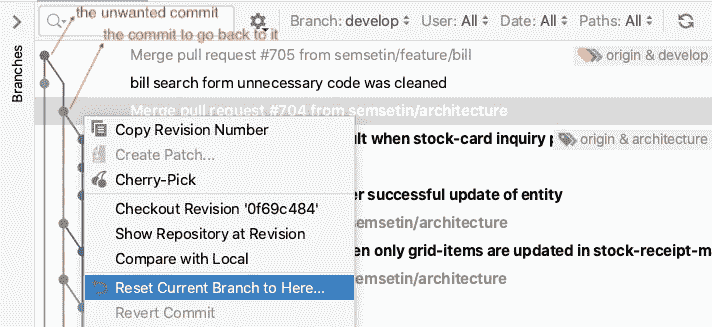 the unwanted commit
Branch: develop User: All Date: All Paths: All
the commit to go back to it
Branches
Merge pull request #705 from semsetin/feature/bill origin & develop
bill search form unnecessary code was cleaned
Merge pull request #704 from semsetin/architecture
Copy Revision Number
ult when stock-card inquiry origin & architecture
Create Patch...
Cherry-Pick
er successful update of entity
Checkout Revision '0f69c484'
semsetin/architecture
Show Repository at Revision
en only grid-items are updated in stock-receipt-m
Compare with Local
semsetin/architecture
Reset Current Branch to Here...
Revert Commit